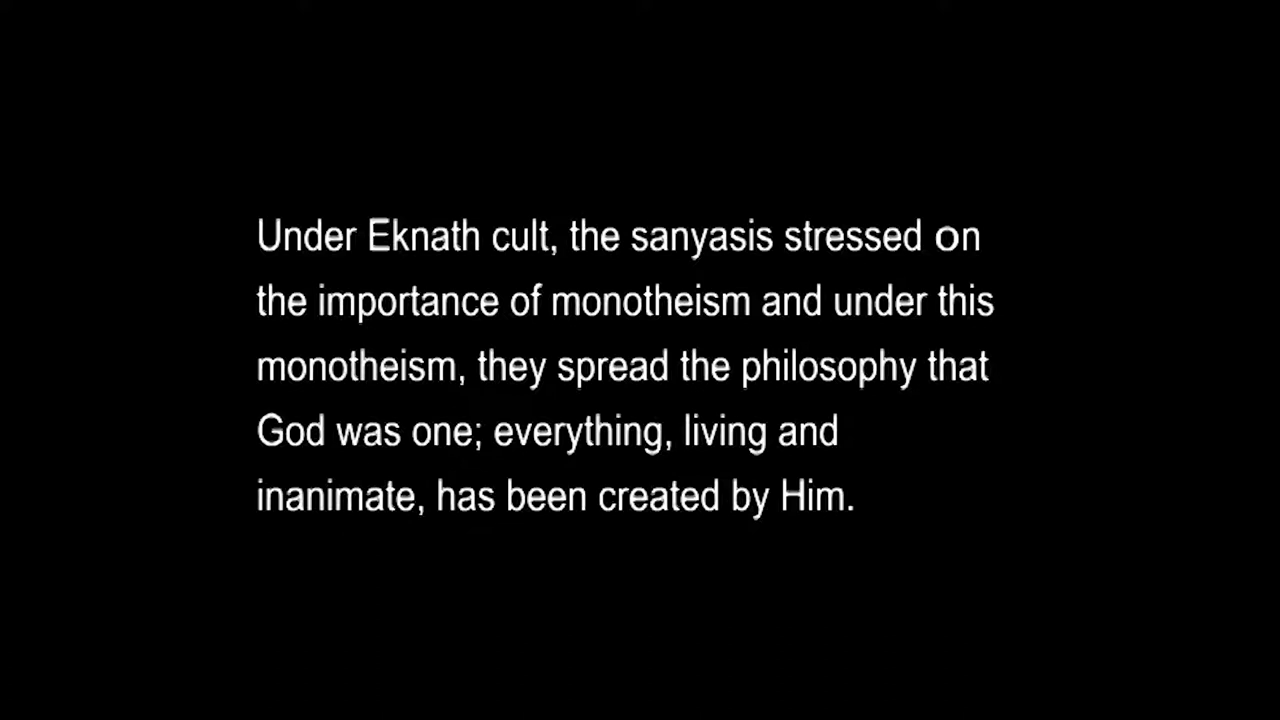 Under Eknath cult, the sanyasis stressed on
the importance of monotheism and under this
monotheism, they spread the philosophy that
God was one; everything, living and
inanimate, has been created by Him.